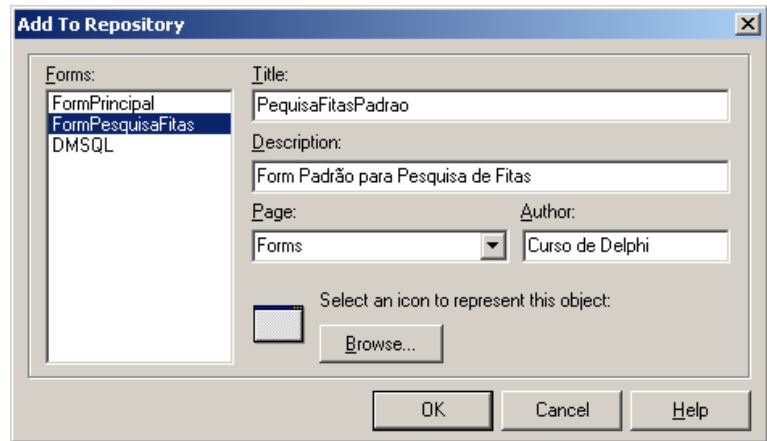 Add To Repository
Forms:
FormPrincipal
FormPesquisaFitas
DMSQL
Title:
PequisaFitasPadrao
Description:
Form Padrão para Pesquisa de Fitas
Page:
Author:
Forms
Curso de Delphi
Select an icon to represent this object:
Browse...
OK
Cancel
Help